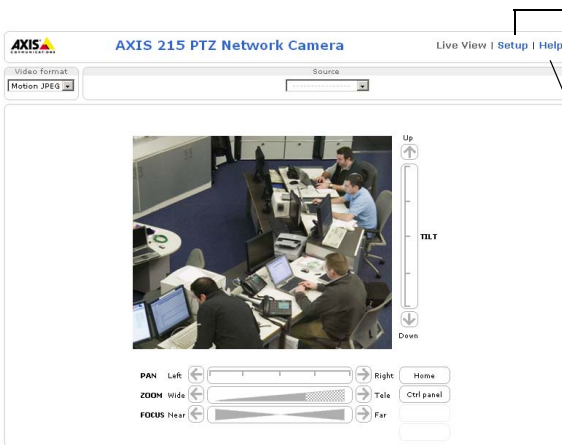 AXIS
COMMUNICATIONS
AXIS 215 PTZ Network Camera
Live View | Setup | Help
Video format
Source
Motion JPEG
Up
TILT
Down
PAN Left Right Home
ZOOM Wide Tele Ctrl panel
FOCUS Near Far